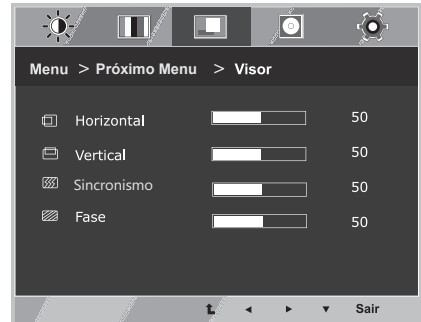 Menu > Próximo Menu > Visor
Horizontal 50
Vertical 50
Sincronismo 50
Fase 50
Sair